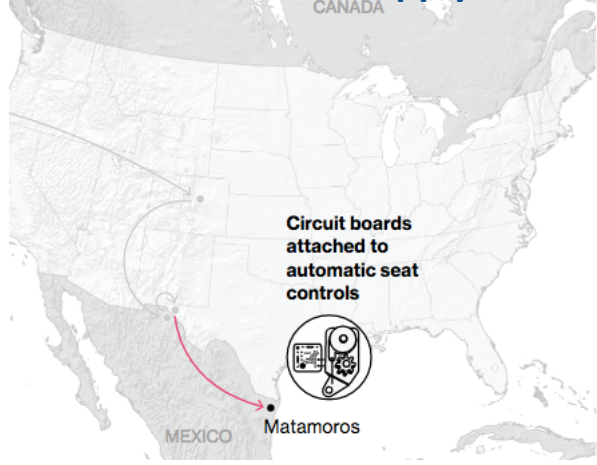 CANADA
Circuit boards
attached to
automatic seat
controls
Matamoros
MEXICO